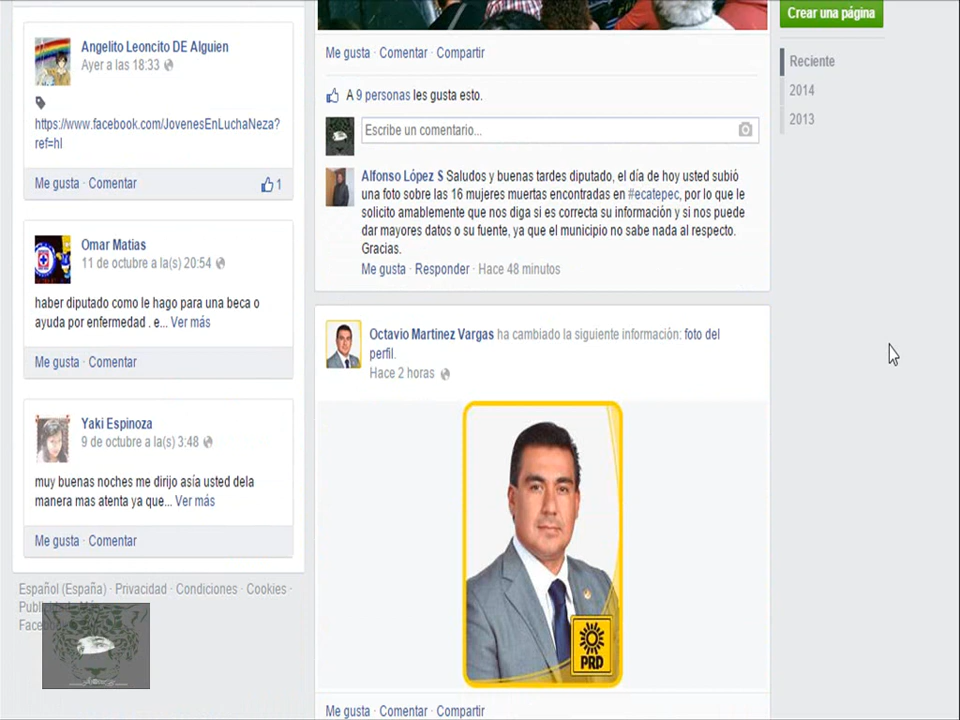 Angelito Leoncito DE Alguien
Ayer a las 18:33
https://www.facebook.com/JovenesEnLuchaNeza?
ref=hl
Me gusta · Comentar
1
Omar Matias
11 de octubre a la(s) 20:54
haber diputado como le hago para una beca o
ayuda por enfermedad . e... Ver más
Me gusta · Comentar
Yaki Espinoza
9 de octubre a la(s) 3:48
muy buenas noches me dirijo asía usted dela
manera mas atenta ya que... Ver más
Me gusta · Comentar
Español (España) · Privacidad · Condiciones · Cookies ·
Me gusta · Comentar · Compartir
A 9 personas les gusta esto.
Escribe un comentario...
Alfonso López S Saludos y buenas tardes diputado, el día de hoy usted subió
una foto sobre las 16 mujeres muertas encontradas en #ecatepec, por lo que le
solicito amablemente que nos diga si es correcta su información y si nos puede
dar mayores datos o su fuente, ya que el municipio no sabe nada al respecto.
Gracias.
Me gusta · Responder · Hace 48 minutos
Octavio Martinez Vargas ha cambiado la siguiente información: foto del
perfil.
Hace 2 horas
PRD
Me gusta · Comentar · Compartir
Crear una página
Reciente
2014
2013